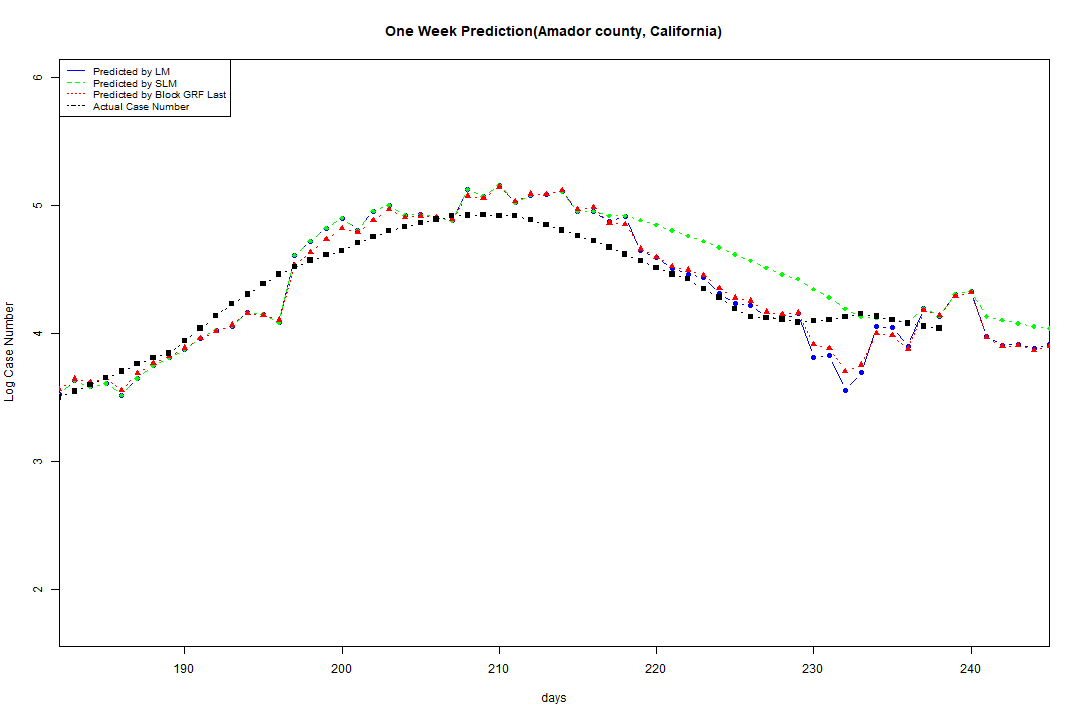 One Week Prediction(Amador county, California)
Predicted by LM
Predicted by SLM
Predicted by Block GRF Last
Actual Case Number
6
5
4
3
2
Log Case Number
190 200 210 220 230 240
days